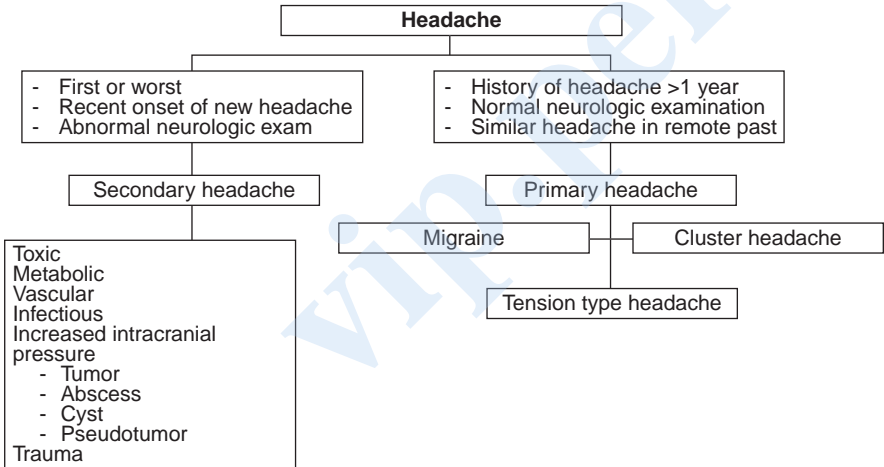 Headache
- First or worst
- Recent onset of new headache
- Abnormal neurologic exam
- History of headache >1 year
- Normal neurologic examination
- Similar headache in remote past
Secondary headache
Primary headache
Migraine
Cluster headache
Tension type headache
Toxic
Metabolic
Vascular
Infectious
Increased intracranial
pressure
- Tumor
- Abscess
- Cyst
- Pseudotumor
Trauma